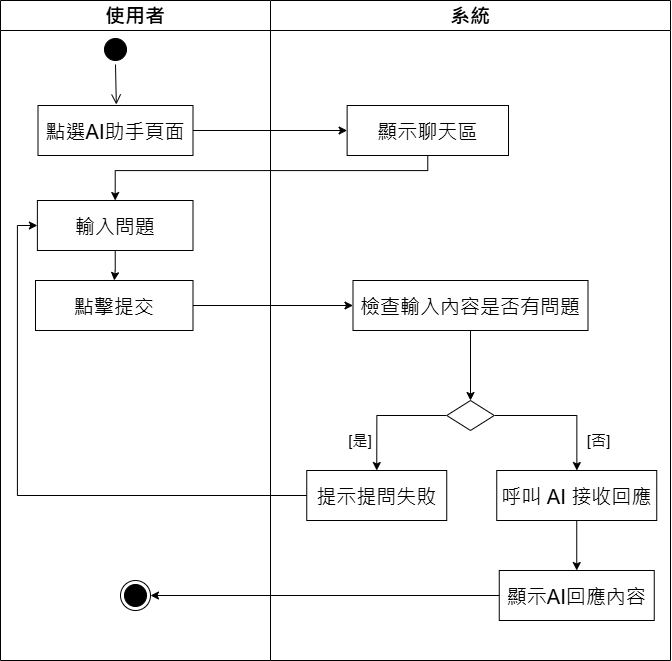 使用者
系統
點選AI助手頁面
顯示聊天區
輸入問題
點擊提交
檢查輸入內容是否有問題
[是]
[否]
提示提問失敗
呼叫 AI 接收回應
顯示AI回應內容